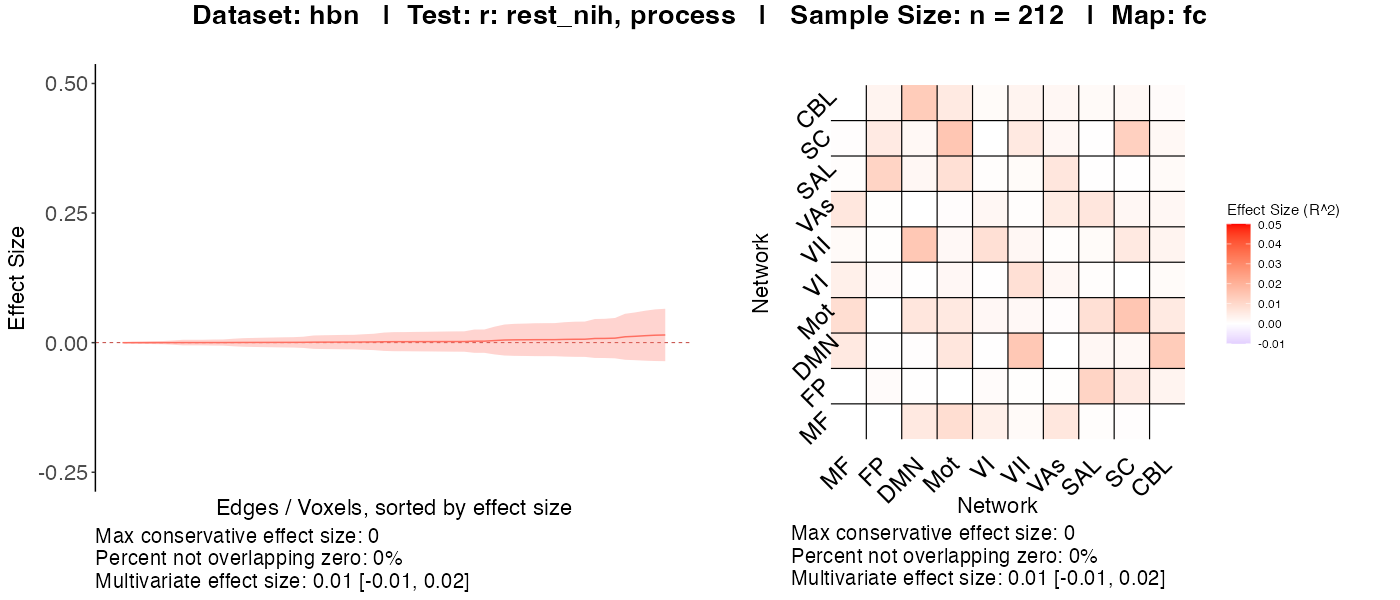 Dataset: hbn | Test: r: rest_nih, process | Sample Size: n = 212 | Map: fc
Effect Size
0.50
0.25
0.00
-0.25
Edges / Voxels, sorted by effect size
Max conservative effect size: 0
Percent not overlapping zero: 0%
Multivariate effect size: 0.01 [-0.01, 0.02]
Network
CBL
SC
SAL
VAs
VII
VI
Mot
DMN
FP
MF
MF FP DMN Mot VI VII VAs SAL SC CBL
Network
Max conservative effect size: 0
Percent not overlapping zero: 0%
Multivariate effect size: 0.01 [-0.01, 0.02]
Effect Size (R^2)
0.05
0.04
0.03
0.02
0.01
0.00
-0.01